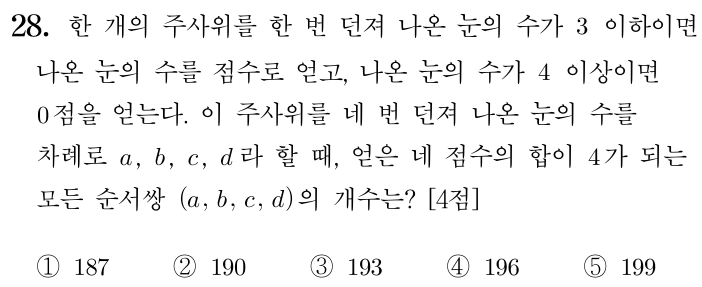 28. 한 개의 주사위를 한 번 던져 나온 눈의 수가 3 이하이면
나온 눈의 수를 점수로 얻고, 나온 눈의 수가 4 이상이면
0점을 얻는다. 이 주사위를 네 번 던져 나온 눈의 수를
차례로 a, b, c, d라 할 때, 얻은 네 점수의 합이 4가 되는
모든 순서쌍 (a, b, c, d)의 개수는? [4점]
① 187 ② 190 ③ 193 ④ 196 ⑤ 199